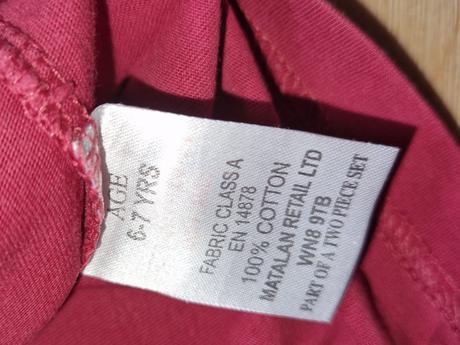 AGE
6-7 YRS
FABRIC CLASS A
EN 14878
100% COTTON
MATALAN RETAIL LTD
WN8 9TB
PART OF A TWO PIECE SET